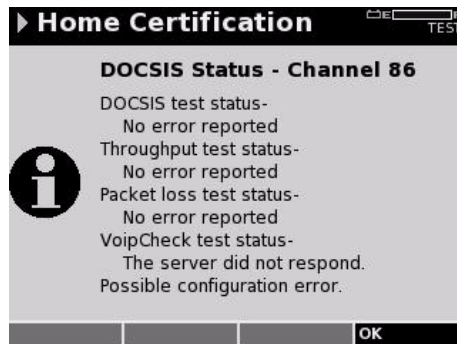 Home Certification
E
TEST
DOCSIS Status - Channel 86
DOCSIS test status-
No error reported
Throughput test status-
No error reported
Packet loss test status-
No error reported
VoipCheck test status-
The server did not respond.
Possible configuration error.
OK